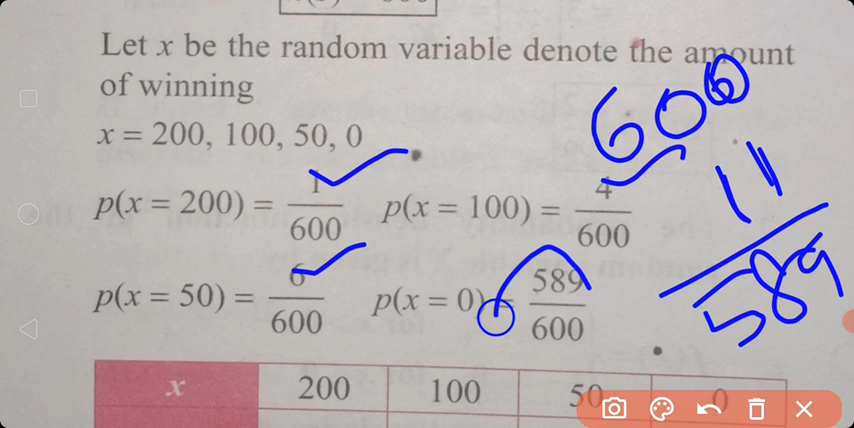 Let x be the random variable denote the amount
of winning
x = 200, 100, 50, 0
p(x = 200) = 1/600 p(x = 100) = 4/600
p(x = 50) = 6/600 p(x = 0) = 589/600
x 200 100 50 0
600
11
589